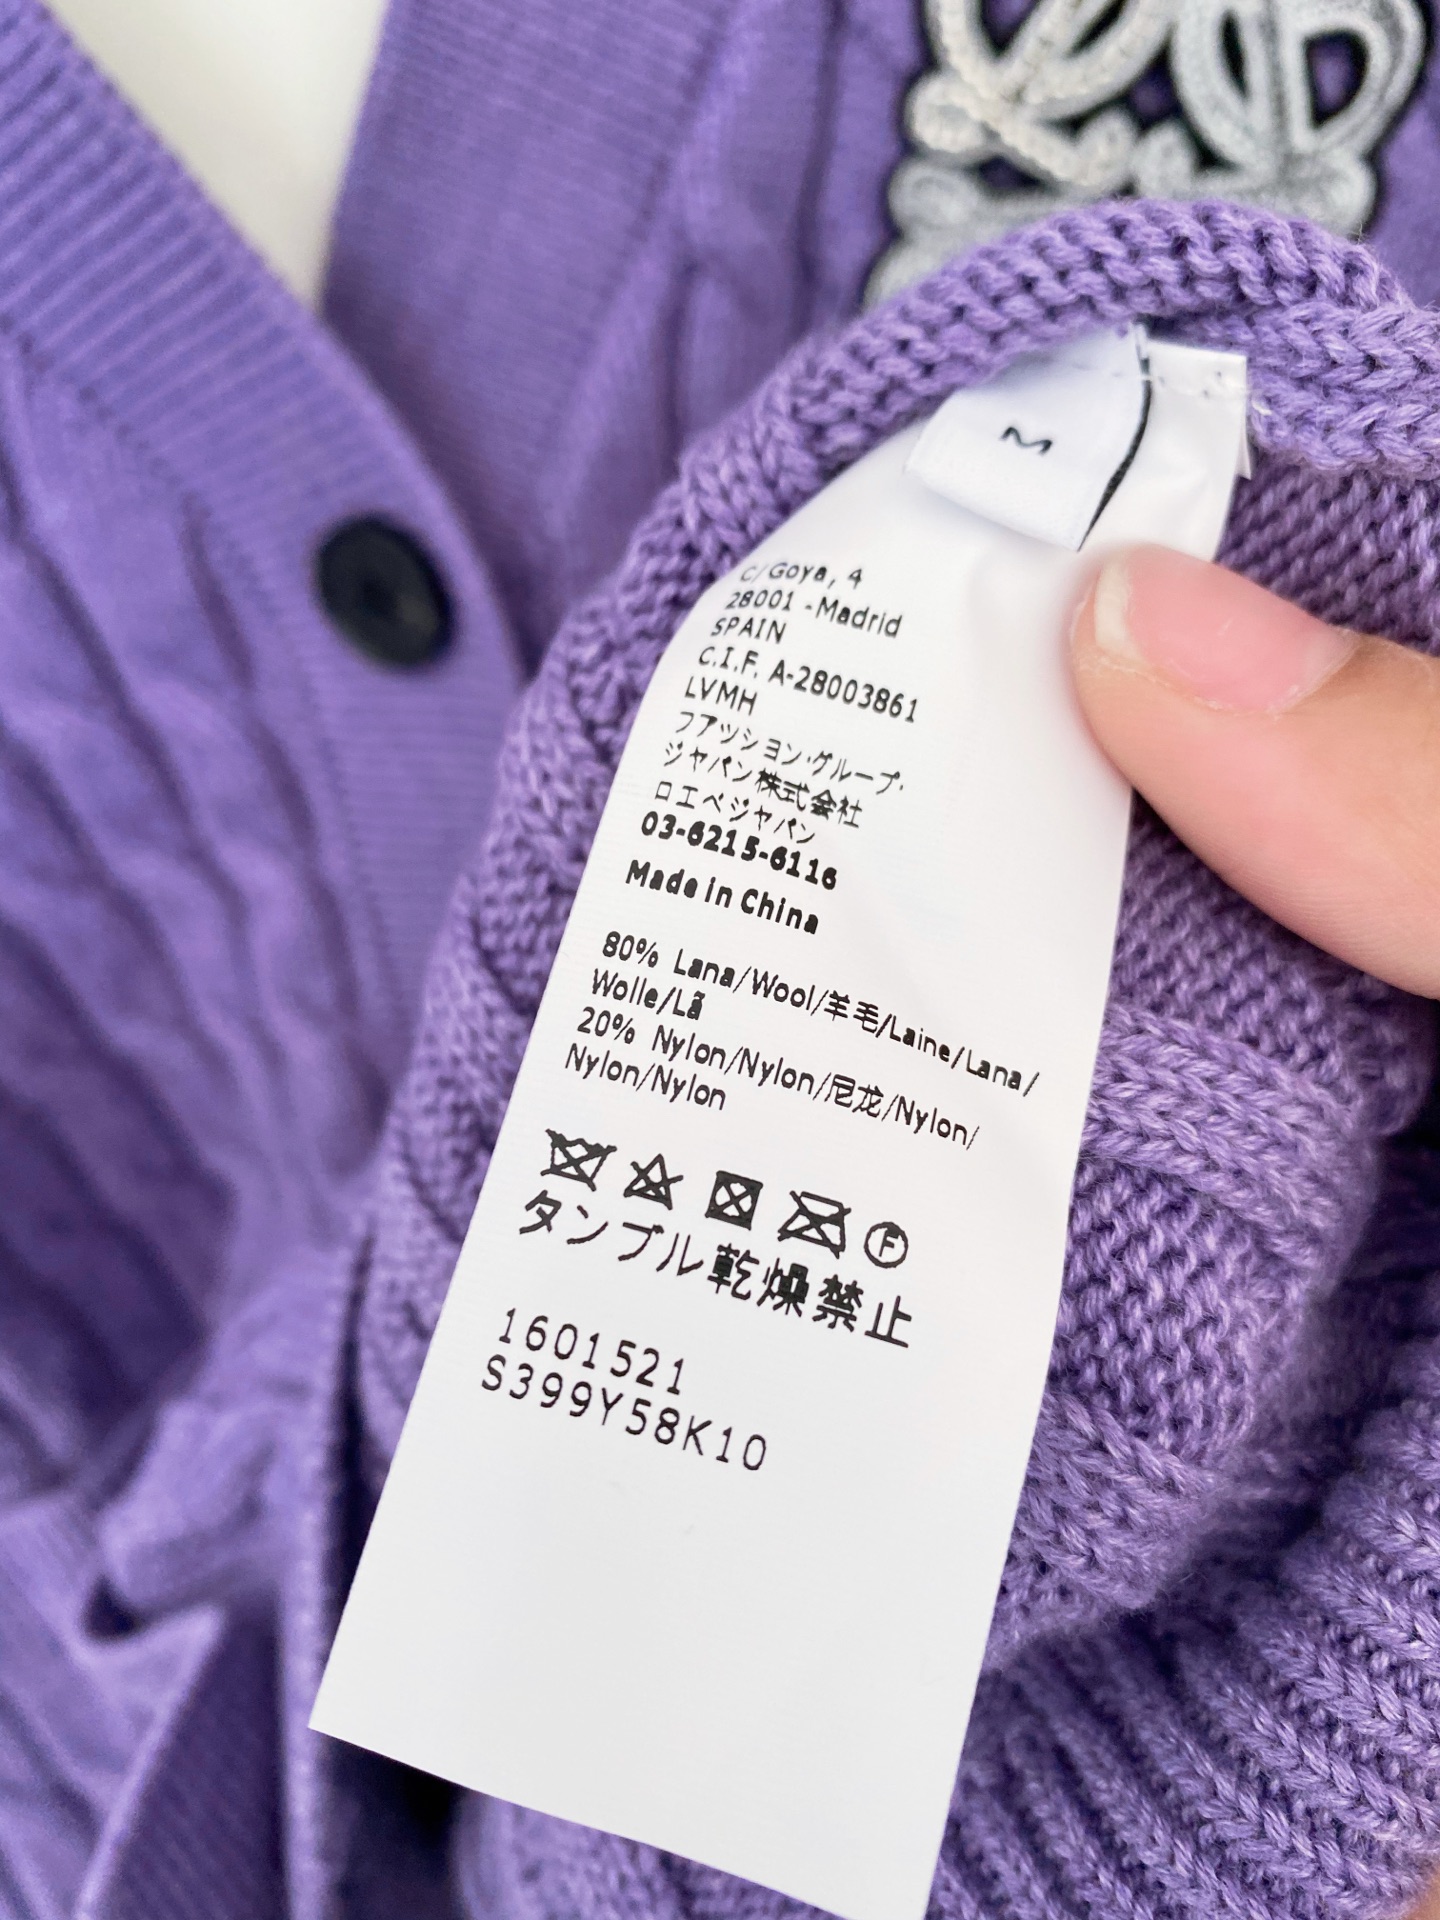 M
C/Goya, 4
28001 -Madrid
SPAIN
C.I.F. A-28003861
LVMH
フアッション･グループ･
ジャパン株式会社
ロエベジャパン
03-6215-6116
Made in China
80% Lana/Wool/羊毛/Laine/Lana/
Wolle/Lã
20% Nylon/Nylon/尼龙/Nylon/
Nylon/Nylon
F
タンブル乾燥禁止
1601521
S399Y58K10